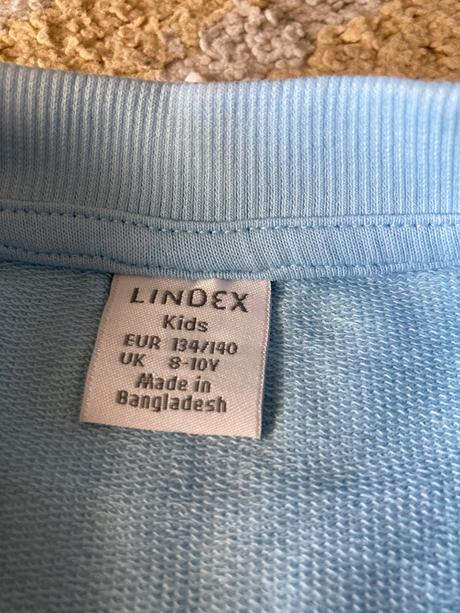 LINDEX
Kids
EUR 134/140
UK 8-10Y
Made in
Bangladesh